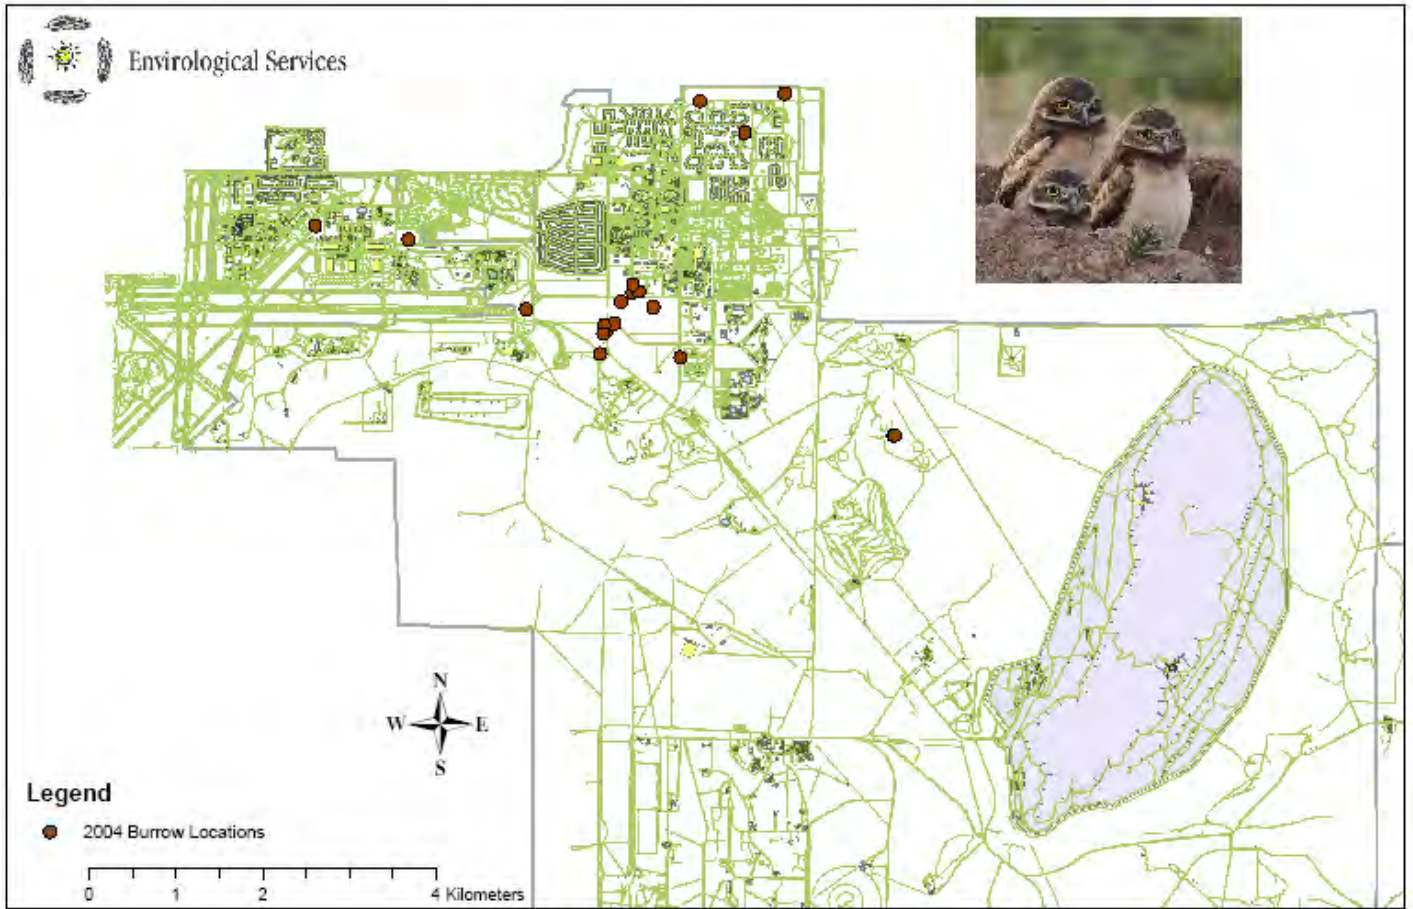 Envirological Services
N
W E
S
Legend
2004 Burrow Locations
0 1 2 4 Kilometers